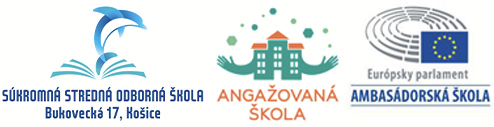 SÚKROMNÁ STREDNÁ ODBORNÁ ŠKOLA
Bukovecká 17, Košice
ANGAŽOVANÁ
ŠKOLA
Európsky parlament
AMBASÁDORSKÁ ŠKOLA